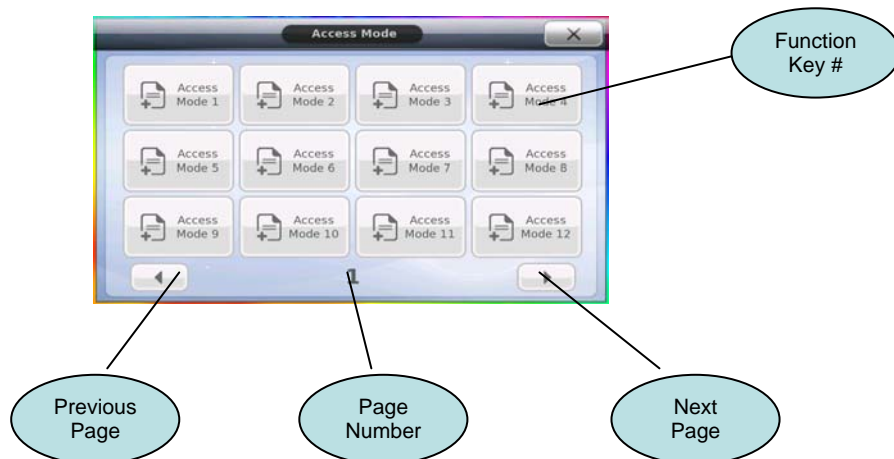 Access Mode
Function
Key #
Access Access Access Access
Mode 1 Mode 2 Mode 3 Mode 4
Access Access Access Access
Mode 5 Mode 6 Mode 7 Mode 8
Access Access Access Access
Mode 9 Mode 10 Mode 11 Mode 12
1
Previous
Page
Page
Number
Next
Page